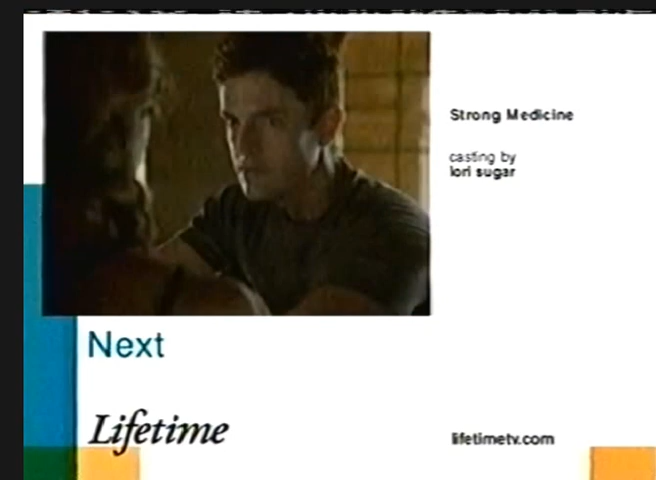 Strong Medicine
casting by
lori sugar
Next
Lifetime
lifetimetv.com